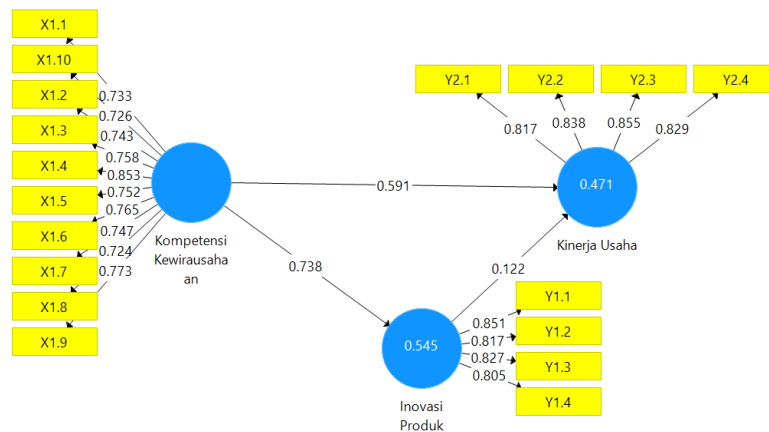 X1.1
X1.10
X1.2
X1.3
X1.4
X1.5
X1.6
X1.7
X1.8
X1.9
0.733
0.726
0.743
0.758
0.853
0.752
0.765
0.747
0.724
0.773
Kompetensi
Kewirausaha
an
0.591
0.738
0.122
Y2.1
Y2.2
Y2.3
Y2.4
0.817
0.838
0.855
0.829
0.471
Kinerja Usaha
0.545
Inovasi
Produk
0.851
0.817
0.827
0.805
Y1.1
Y1.2
Y1.3
Y1.4